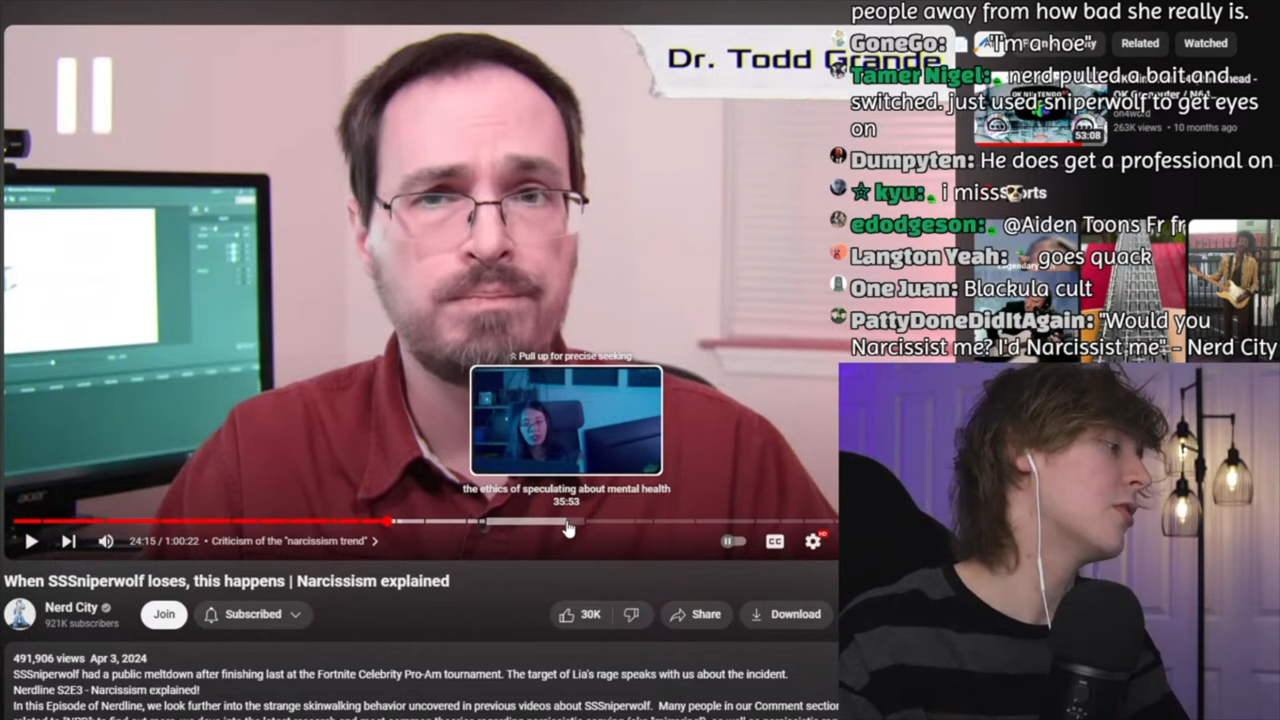 people away from how bad she really is.
GoneGo: "I'm a hoe"
Related
Watched
Tamer Nigel: nerd pulled a bait and
switched. just used sniperwolf to get eyes
on
263K views • 10 months ago
53:08
Dumpyten: He does get a professional on
☆ kyu: i miss
edodgeson: @Aiden Toons Fr fr
Langton Yeah: goes quack
One Juan: Blackula cult
PattyDoneDidItAgain: "Would you
Narcissist me? I'd Narcissist me" - Nerd City
Dr. Todd Grande
acer
Pull up for precise seeking
the ethics of speculating about mental health
35:53
24:15 / 1:00:22 • Criticism of the "narcissism trend" >
CC
HD
When SSSniperwolf loses, this happens | Narcissism explained
Nerd City
921K subscribers
Join
Subscribed
30K
Share
Download
491,906 views Apr 3, 2024
SSSniperwolf had a public meltdown after finishing last at the Fortnite Celebrity Pro-Am tournament. The target of Lia's rage speaks with us about the incident.
Nerdline S2E3 - Narcissism explained!
In this Episode of Nerdline, we look further into the strange skinwalking behavior uncovered in previous videos about SSSniperwolf. Many people in our Comment section